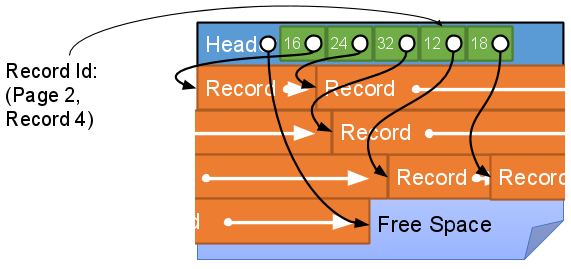 Head 16 24 32 12 18
Record Id:
(Page 2,
Record 4)
Record Record
Record
Record Record
d Free Space